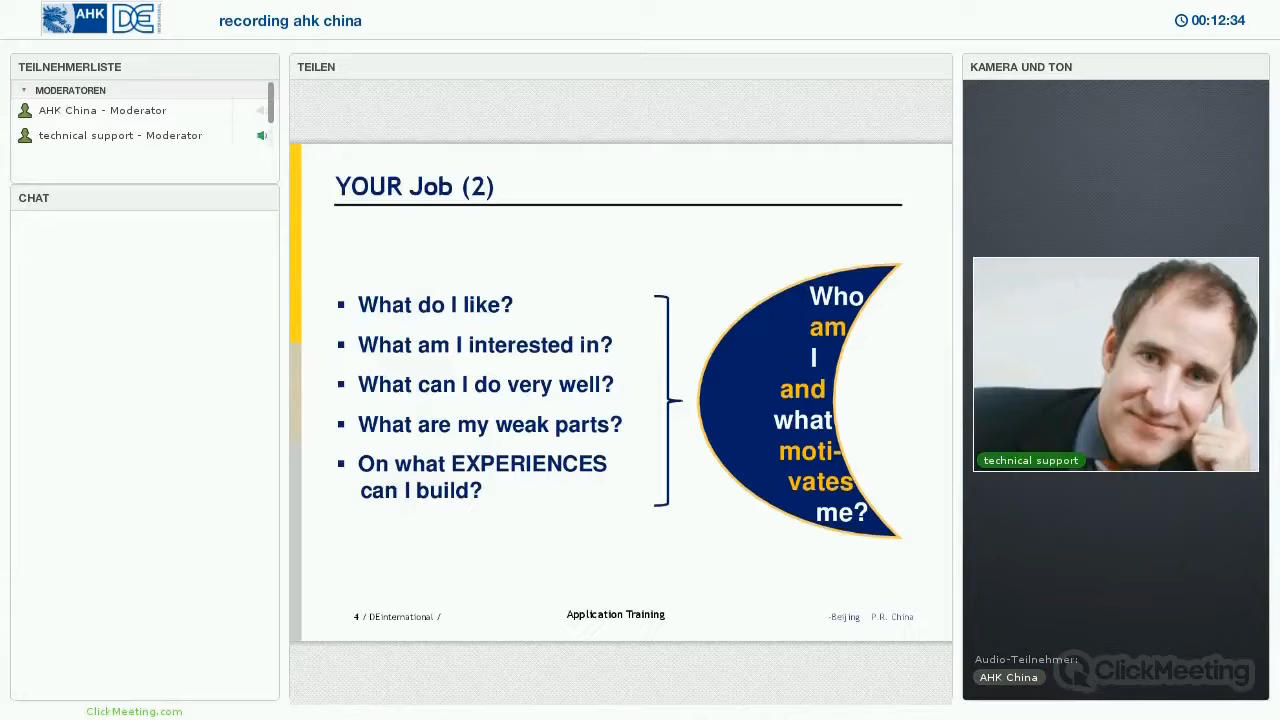 AHK
DE
INTERNATIONAL
recording ahk china
00:12:34
TEILNEHMERLISTE
MODERATOREN
AHK China - Moderator
technical support - Moderator
CHAT
ClickMeeting.com
TEILEN
YOUR Job (2)
▪ What do I like?
▪ What am I interested in?
▪ What can I do very well?
▪ What are my weak parts?
▪ On what EXPERIENCES
can I build?
Who
am
I
and
what
moti-
vates
me?
4 / DEinternational /
Application Training
-Beijing P.R. China
KAMERA UND TON
technical support
Audio-Teilnehmer:
AHK China
ClickMeeting